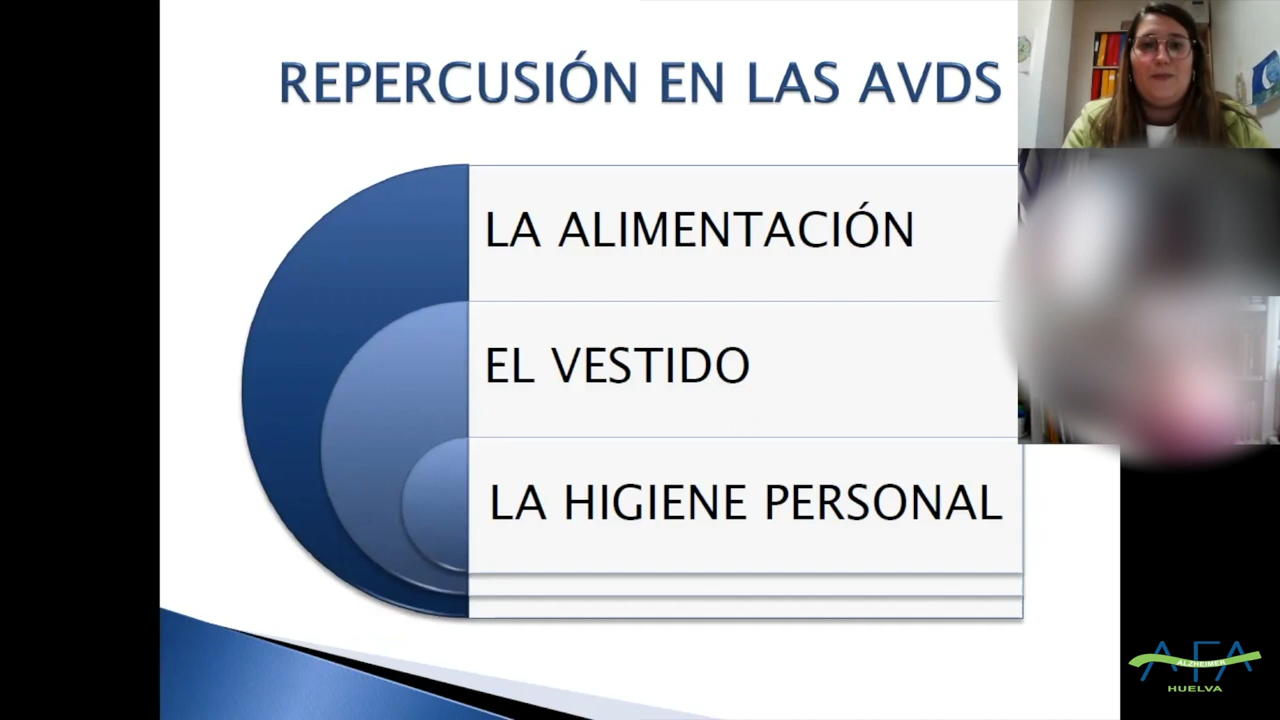 REPERCUSIÓN EN LAS AVDS
LA ALIMENTACIÓN
EL VESTIDO
LA HIGIENE PERSONAL
AFA
ALZHEIMER
HUELVA